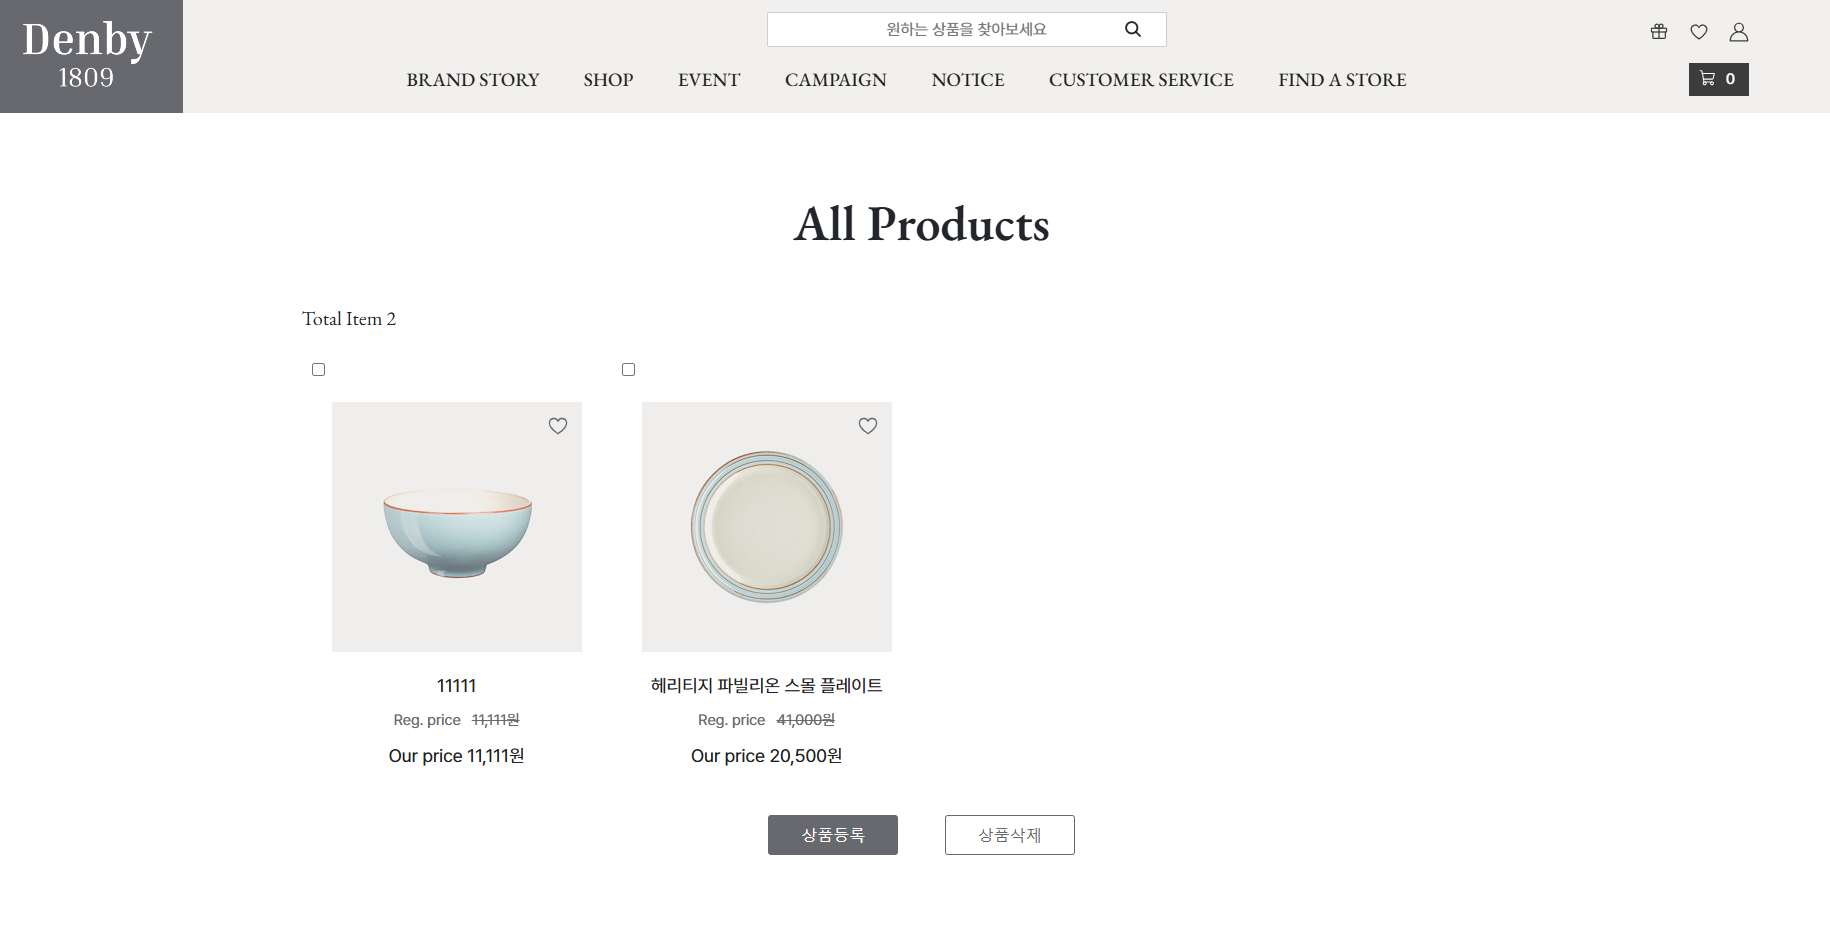 Denby
1809
원하는 상품을 찾아보세요
BRAND STORY SHOP EVENT CAMPAIGN NOTICE CUSTOMER SERVICE FIND A STORE
0
All Products
Total Item 2
11111
Reg. price 11,111원
Our price 11,111원
헤리티지 파빌리온 스몰 플레이트
Reg. price 41,000원
Our price 20,500원
상품등록
상품삭제